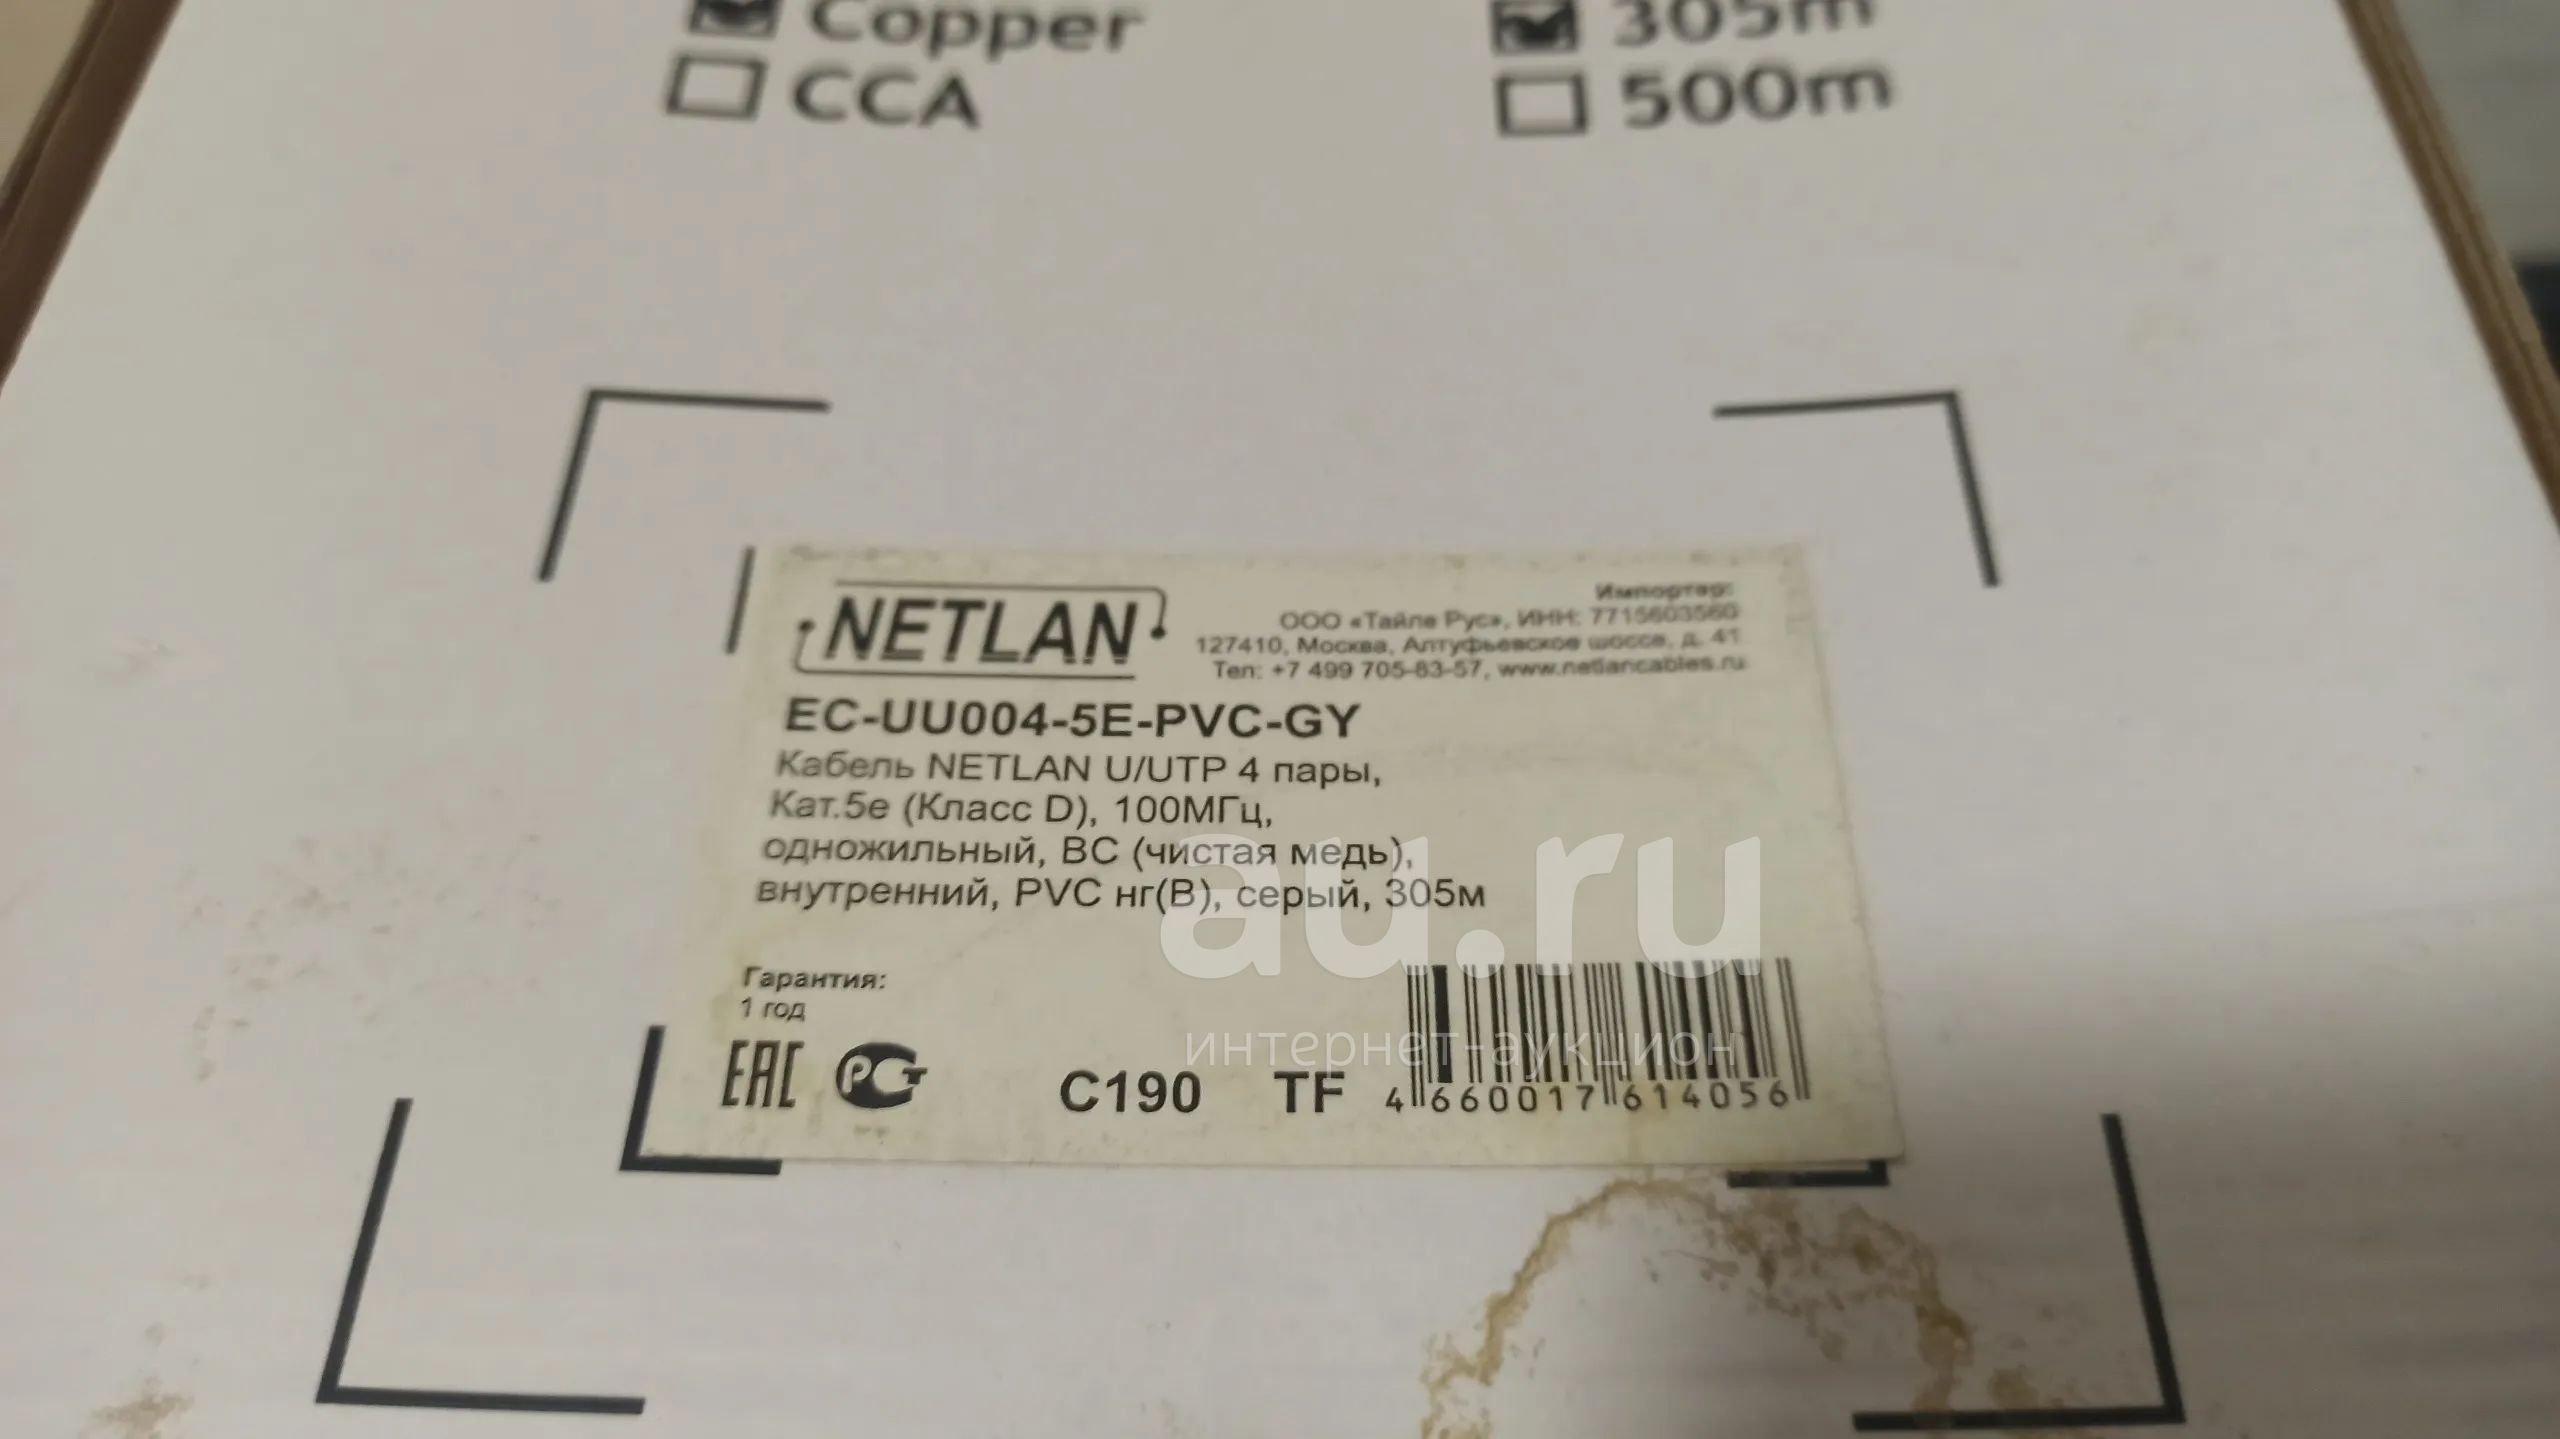 Copper
305m
CCA
500m
NETLAN
Импортер:
ООО «Тайле Рус», ИНН: 7715603560
127410, Москва, Алтуфьевское шоссе, д. 41
Тел: +7 499 705-83-57, www.netlancables.ru
EC-UU004-5E-PVC-GY
Кабель NETLAN U/UTP 4 пары,
Кат.5е (Класс D), 100МГц,
одножильный, BC (чистая медь),
внутренний, PVC нг(B), серый, 305м
au.ru
интернет-аукцион
Гарантия:
1 год
EAC
РСТ
C190 TF
4 660017 614056